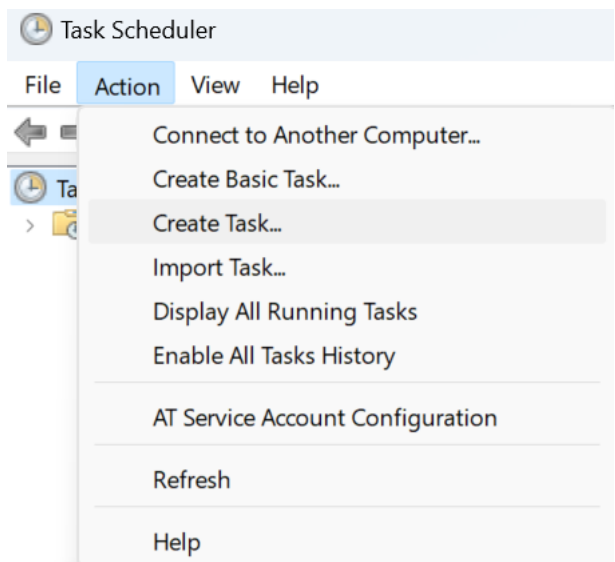 Task Scheduler
File Action View Help
Connect to Another Computer...
Ta
Create Basic Task...
Create Task...
Import Task...
Display All Running Tasks
Enable All Tasks History
AT Service Account Configuration
Refresh
Help